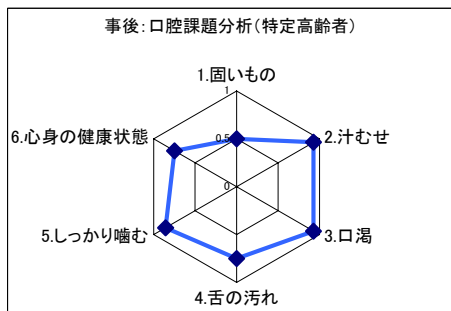 事後：口腔課題分析（特定高齢者）
1.固いもの
1
6.心身の健康状態
0.5
2.汁むせ
0
5.しっかり噛む
3.口渇
4.舌の汚れ